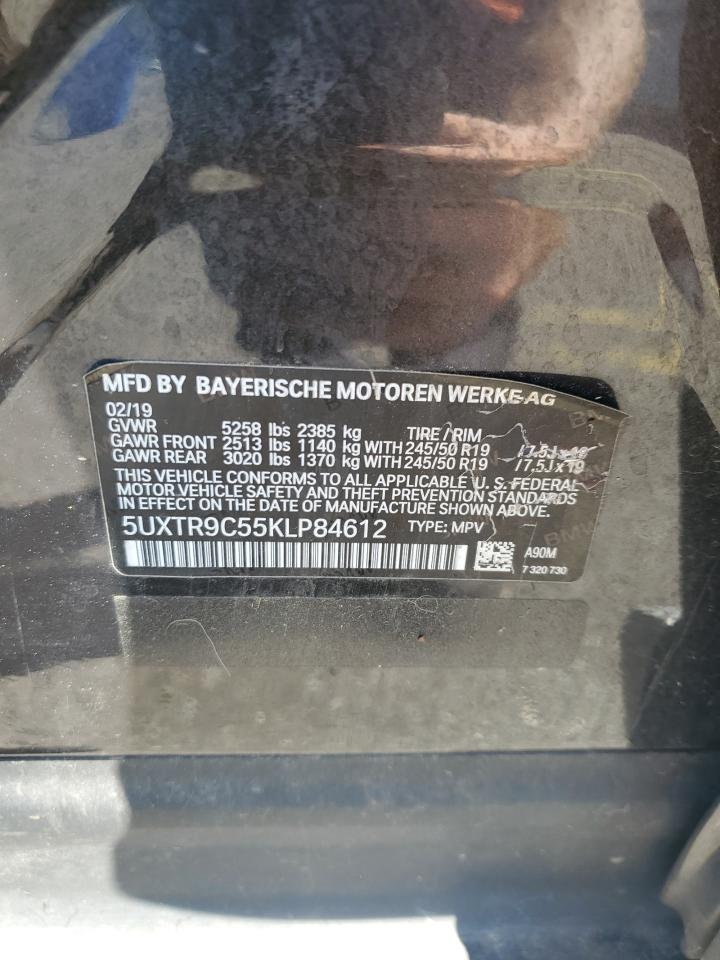 MFD BY BAYERISCHE MOTOREN WERKE AG
02/19
GVWR 5258 lbs 2385 kg TIRE/RIM
GAWR FRONT 2513 lbs 1140 kg WITH 245/50 R19 /7,5J x 19
GAWR REAR 3020 lbs 1370 kg WITH 245/50 R19 /7,5J x 19
THIS VEHICLE CONFORMS TO ALL APPLICABLE U. S. FEDERAL
MOTOR VEHICLE SAFETY AND THEFT PREVENTION STANDARDS
IN EFFECT ON THE DATE OF MANUFACTURE SHOWN ABOVE.
5UXTR9C55KLP84612 TYPE: MPV
A90M
7 320 730